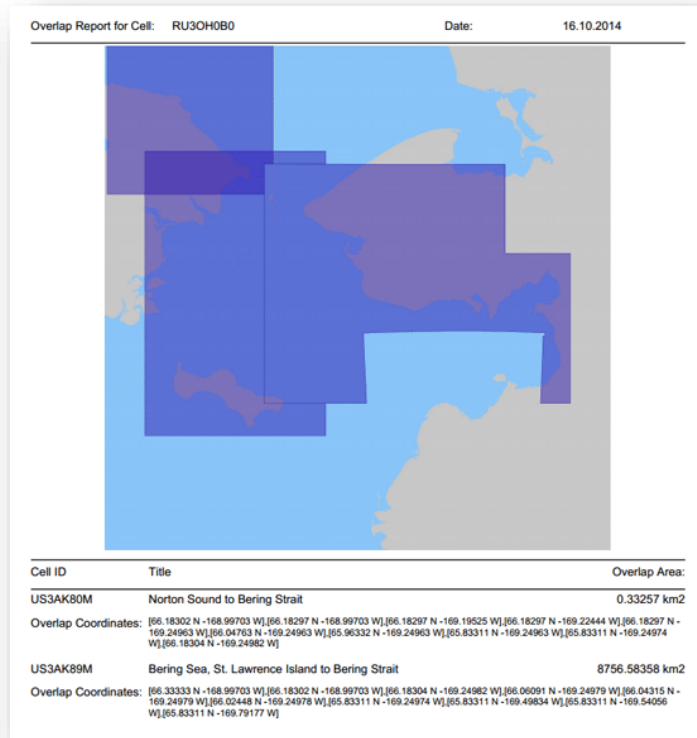 Overlap Report for Cell: RU3OH0B0 Date: 16.10.2014
Cell ID Title Overlap Area:
US3AK80M Norton Sound to Bering Strait 0.33257 km2
Overlap Coordinates: [66.18302 N -168.99703 W],[66.18297 N -168.99703 W],[66.18297 N -169.19525 W],[66.18297 N -169.22444 W],[66.18297 N -
169.24963 W],[66.04763 N -169.24963 W],[65.96332 N -169.24963 W],[65.83311 N -169.24963 W],[65.83311 N -169.24974
W],[66.18304 N -169.24982 W]
US3AK89M Bering Sea, St. Lawrence Island to Bering Strait 8756.58358 km2
Overlap Coordinates: [66.33333 N -168.99703 W],[66.18302 N -168.99703 W],[66.18304 N -169.24982 W],[66.06091 N -169.24979 W],[66.04315 N -
169.24979 W],[66.02448 N -169.24978 W],[65.83311 N -169.24974 W],[65.83311 N -169.49834 W],[65.83311 N -169.54056
W],[65.83311 N -169.79177 W]